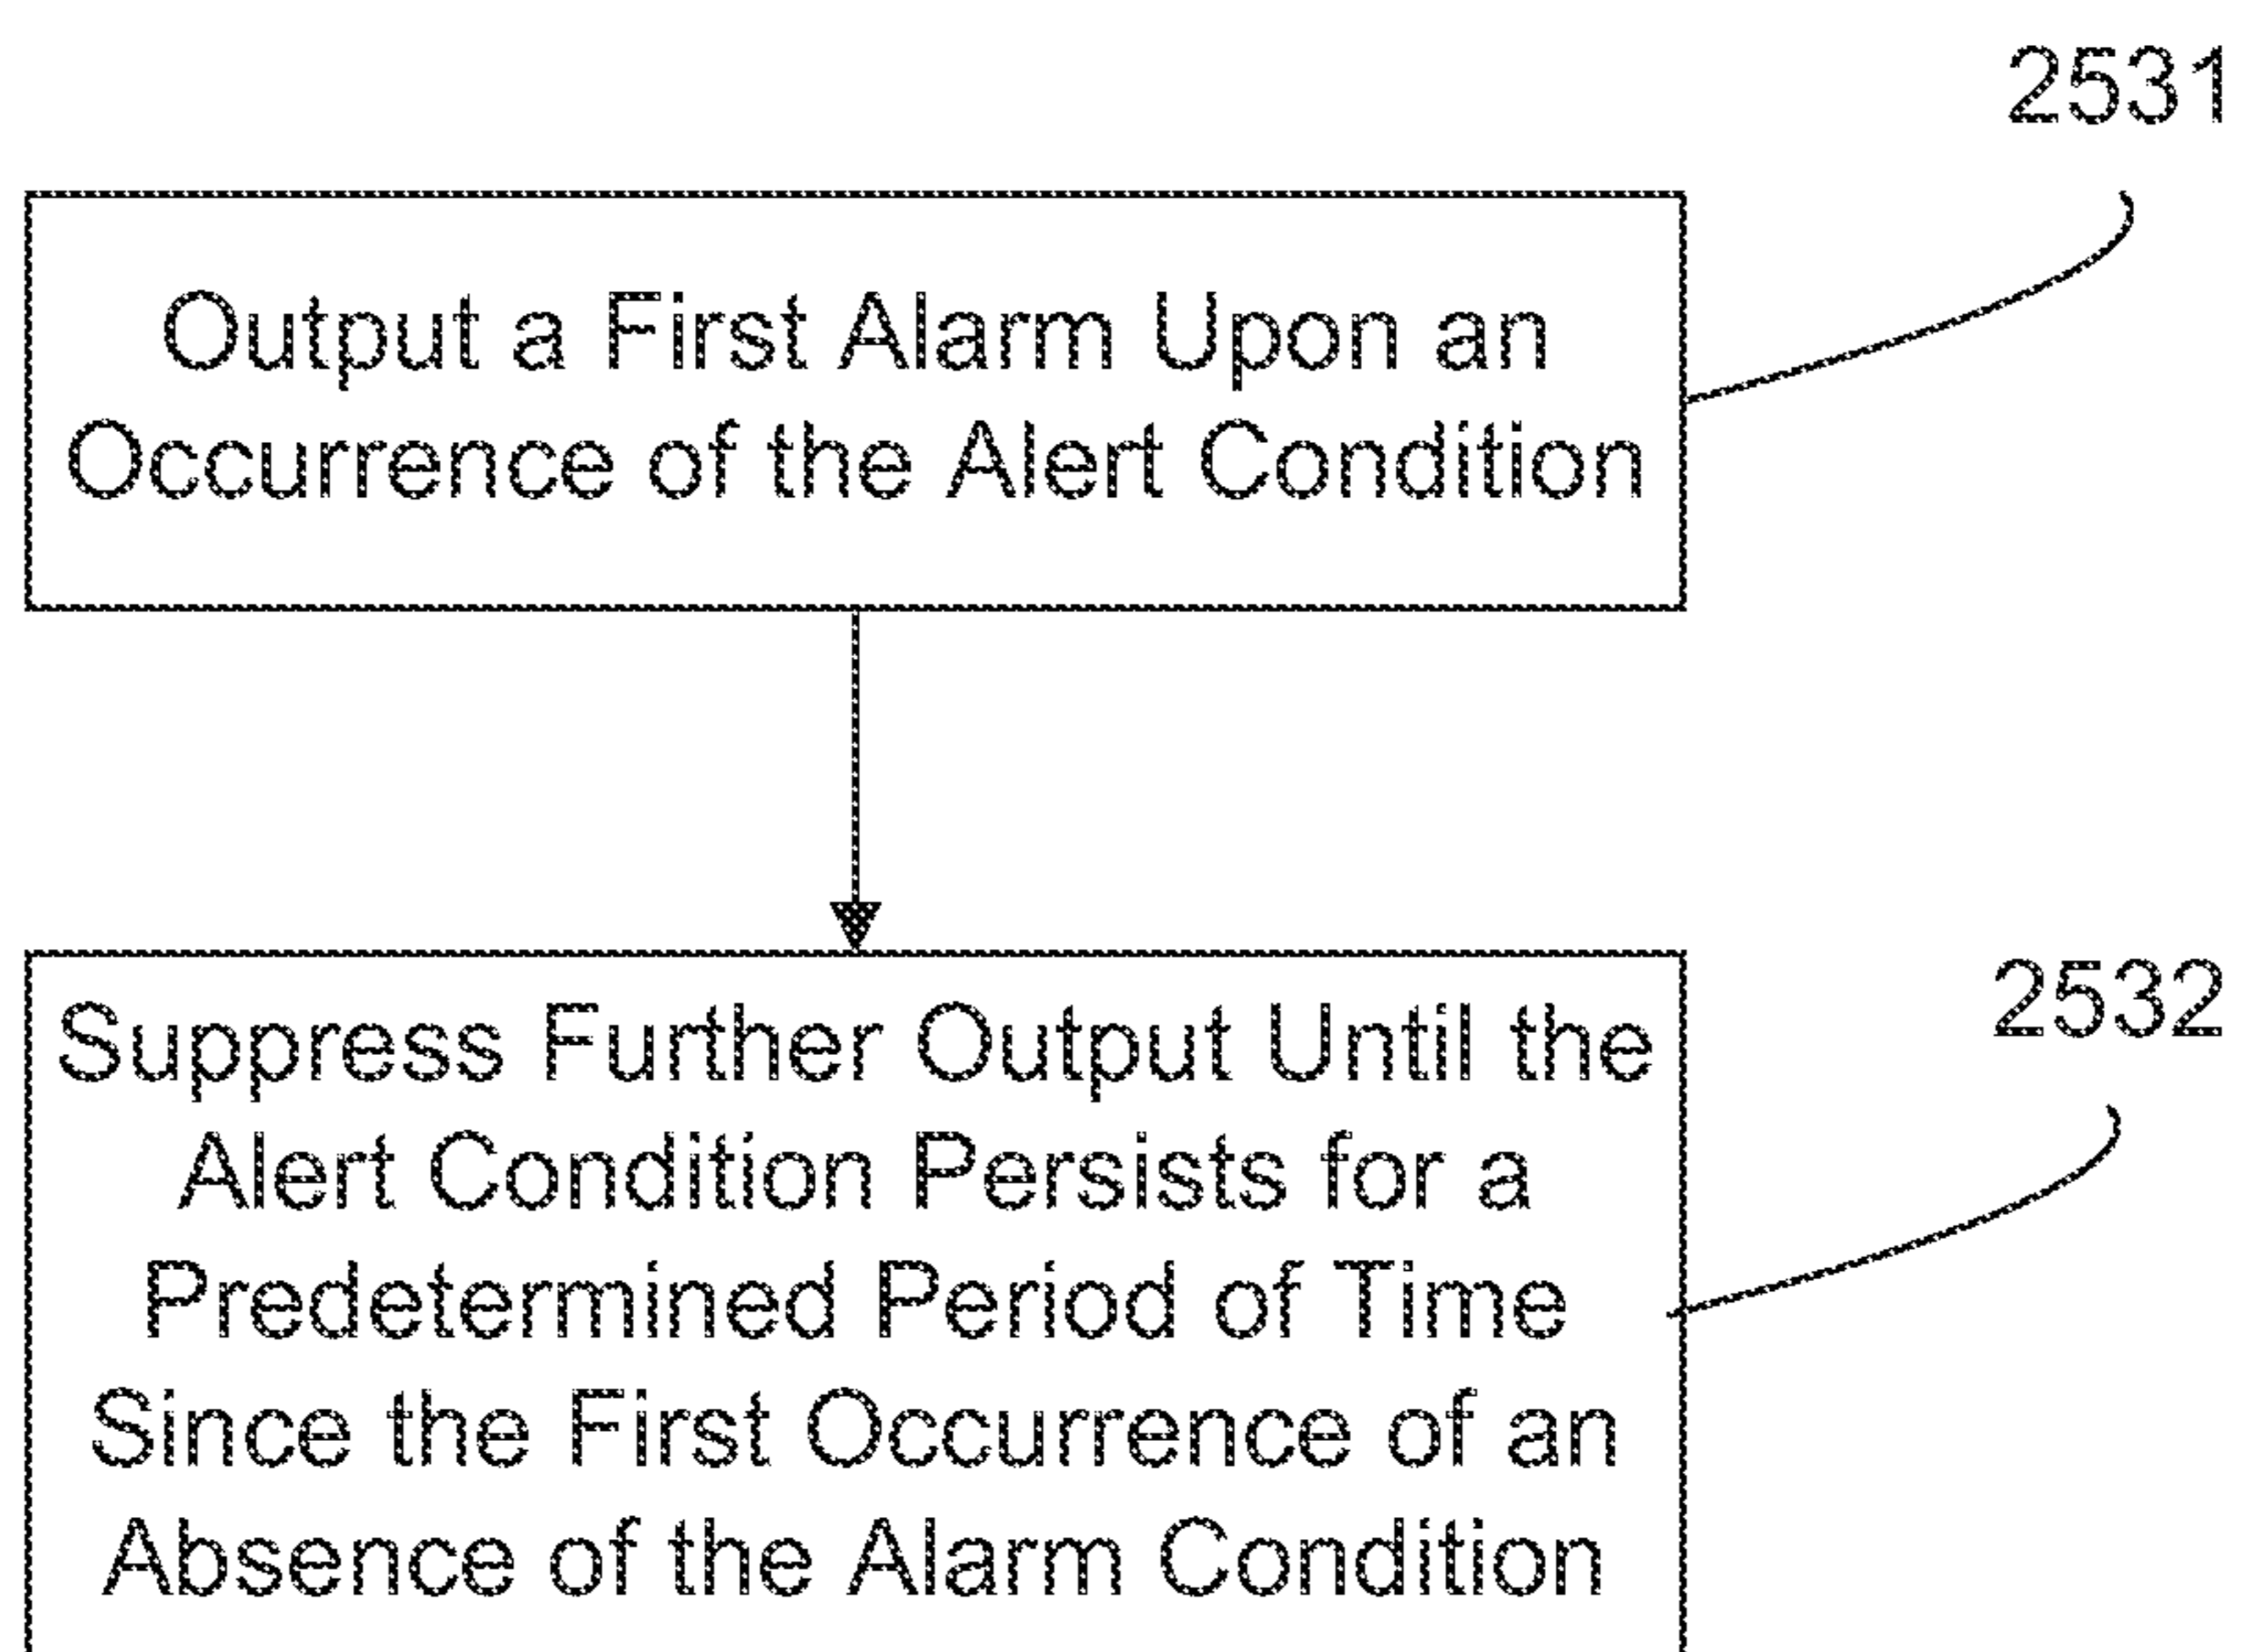 2531
Output a First Alarm Upon an
Occurrence of the Alert Condition
2532
Suppress Further Output Until the
Alert Condition Persists for a
Predetermined Period of Time
Since the First Occurrence of an
Absence of the Alarm Condition